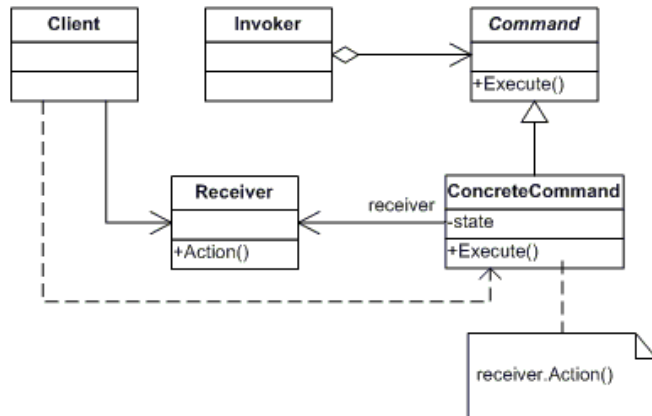 Client
Invoker
Command
+Execute()
Receiver
+Action()
receiver
ConcreteCommand
-state
+Execute()
receiver.Action()